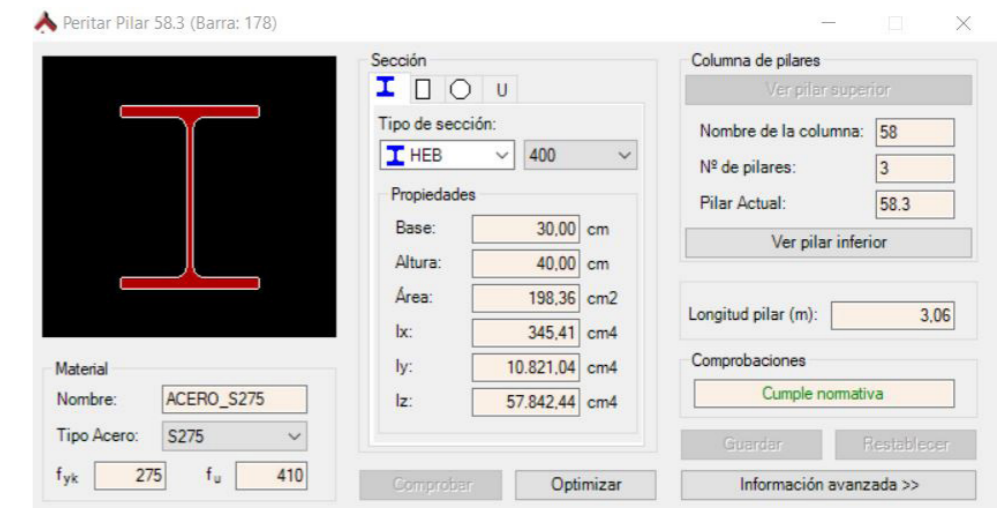 Peritar Pilar 58.3 (Barra: 178)
Sección
U
Tipo de sección:
HEB
400
Propiedades
Base: 30,00 cm
Altura: 40,00 cm
Área: 198,36 cm2
Ix: 345,41 cm4
Iy: 10.821,04 cm4
Iz: 57.842,44 cm4
Comprobar
Optimizar
Material
Nombre: ACERO_S275
Tipo Acero: S275
fyk 275 fu 410
Columna de pilares
Ver pilar superior
Nombre de la columna: 58
Nº de pilares: 3
Pilar Actual: 58.3
Ver pilar inferior
Longitud pilar (m): 3,06
Comprobaciones
Cumple normativa
Guardar
Restablecer
Información avanzada >>